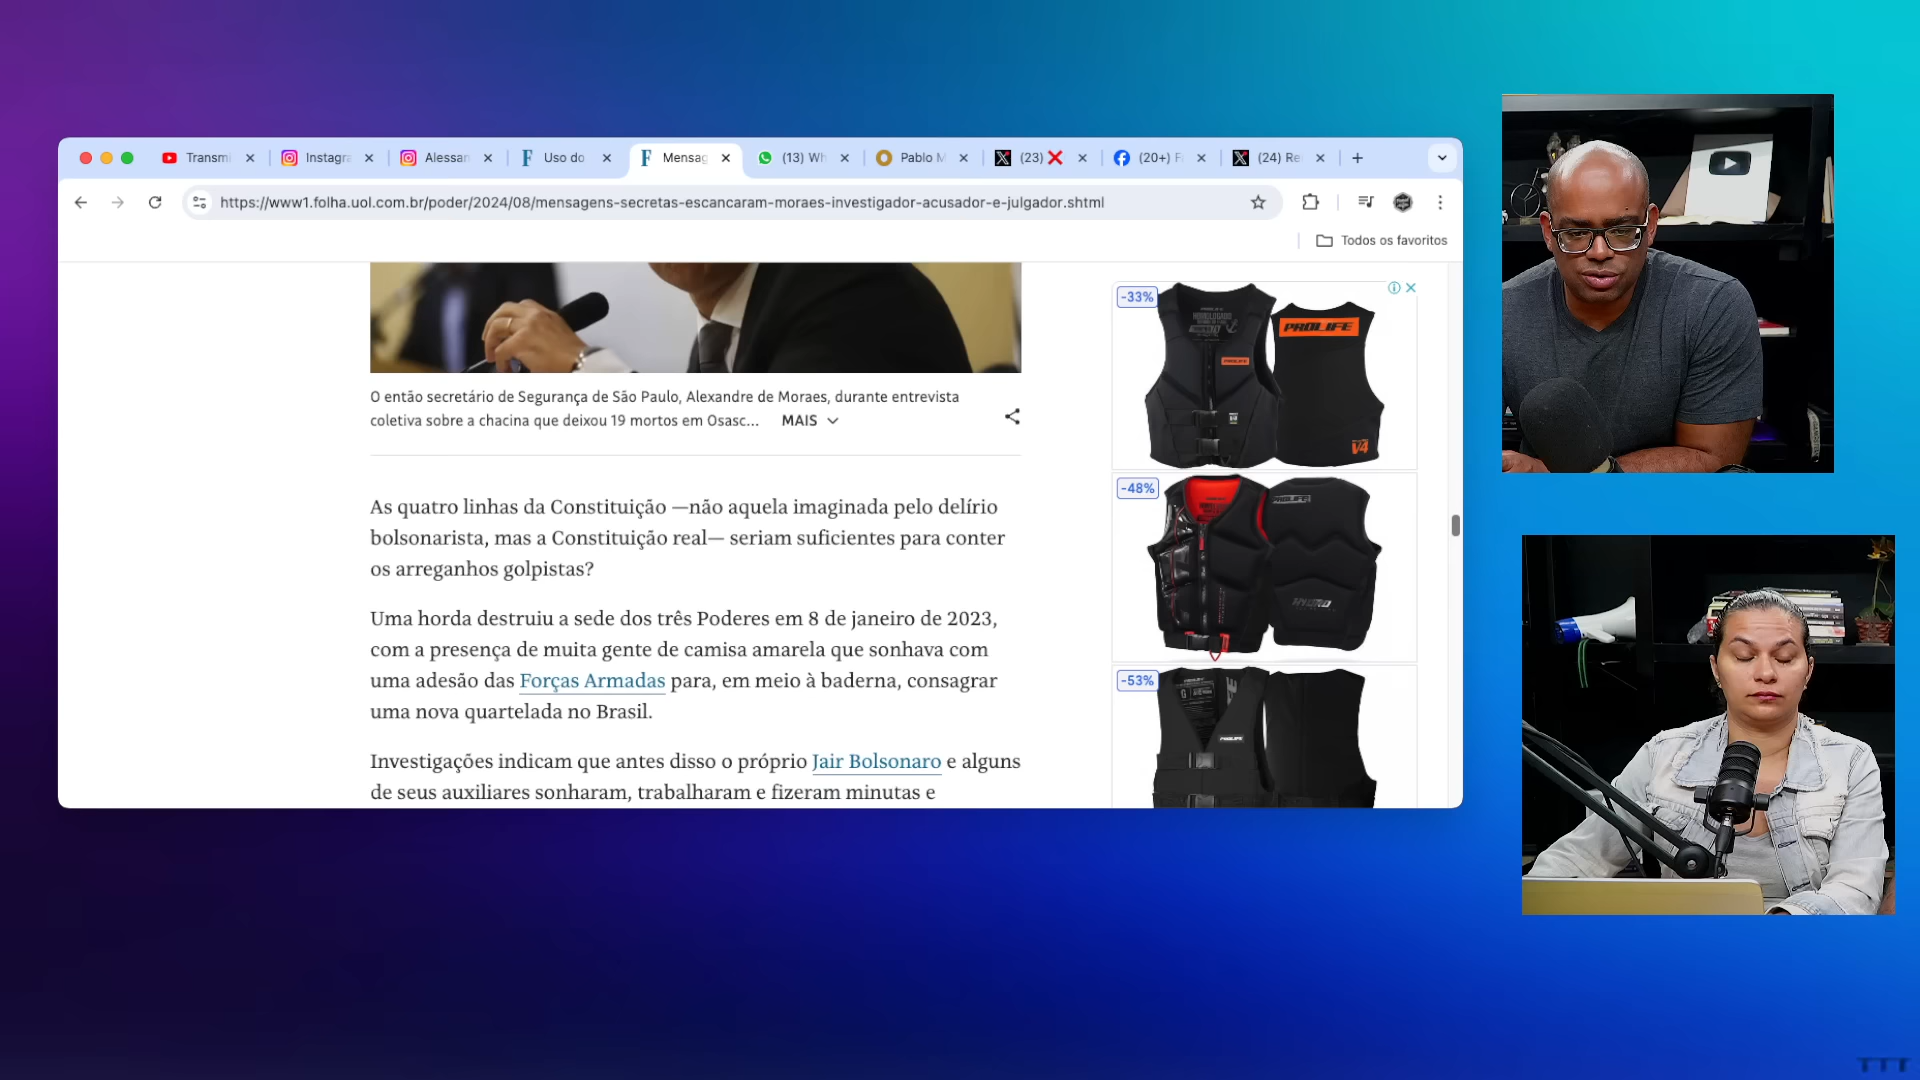 Transmi
Instagra
Alessan
Uso do
Mensag
(13) Wh
Pablo M
(23) ❌
(20+) F
(24) Re
https://www1.folha.uol.com.br/poder/2024/08/mensagens-secretas-escancaram-moraes-investigador-acusador-e-julgador.shtml
Todos os favoritos
O então secretário de Segurança de São Paulo, Alexandre de Moraes, durante entrevista
coletiva sobre a chacina que deixou 19 mortos em Osasc... MAIS
As quatro linhas da Constituição —não aquela imaginada pelo delírio
bolsonarista, mas a Constituição real— seriam suficientes para conter
os arreganhos golpistas?
Uma horda destruiu a sede dos três Poderes em 8 de janeiro de 2023,
com a presença de muita gente de camisa amarela que sonhava com
uma adesão das Forças Armadas para, em meio à baderna, consagrar
uma nova quartelada no Brasil.
Investigações indicam que antes disso o próprio Jair Bolsonaro e alguns
de seus auxiliares sonharam, trabalharam e fizeram minutas e
-33%
HOMOLOGADO
PROLIFE
PROLIFE
V4
-48%
PROLIFE
HYDRO
-53%
PROLIFE
TTT